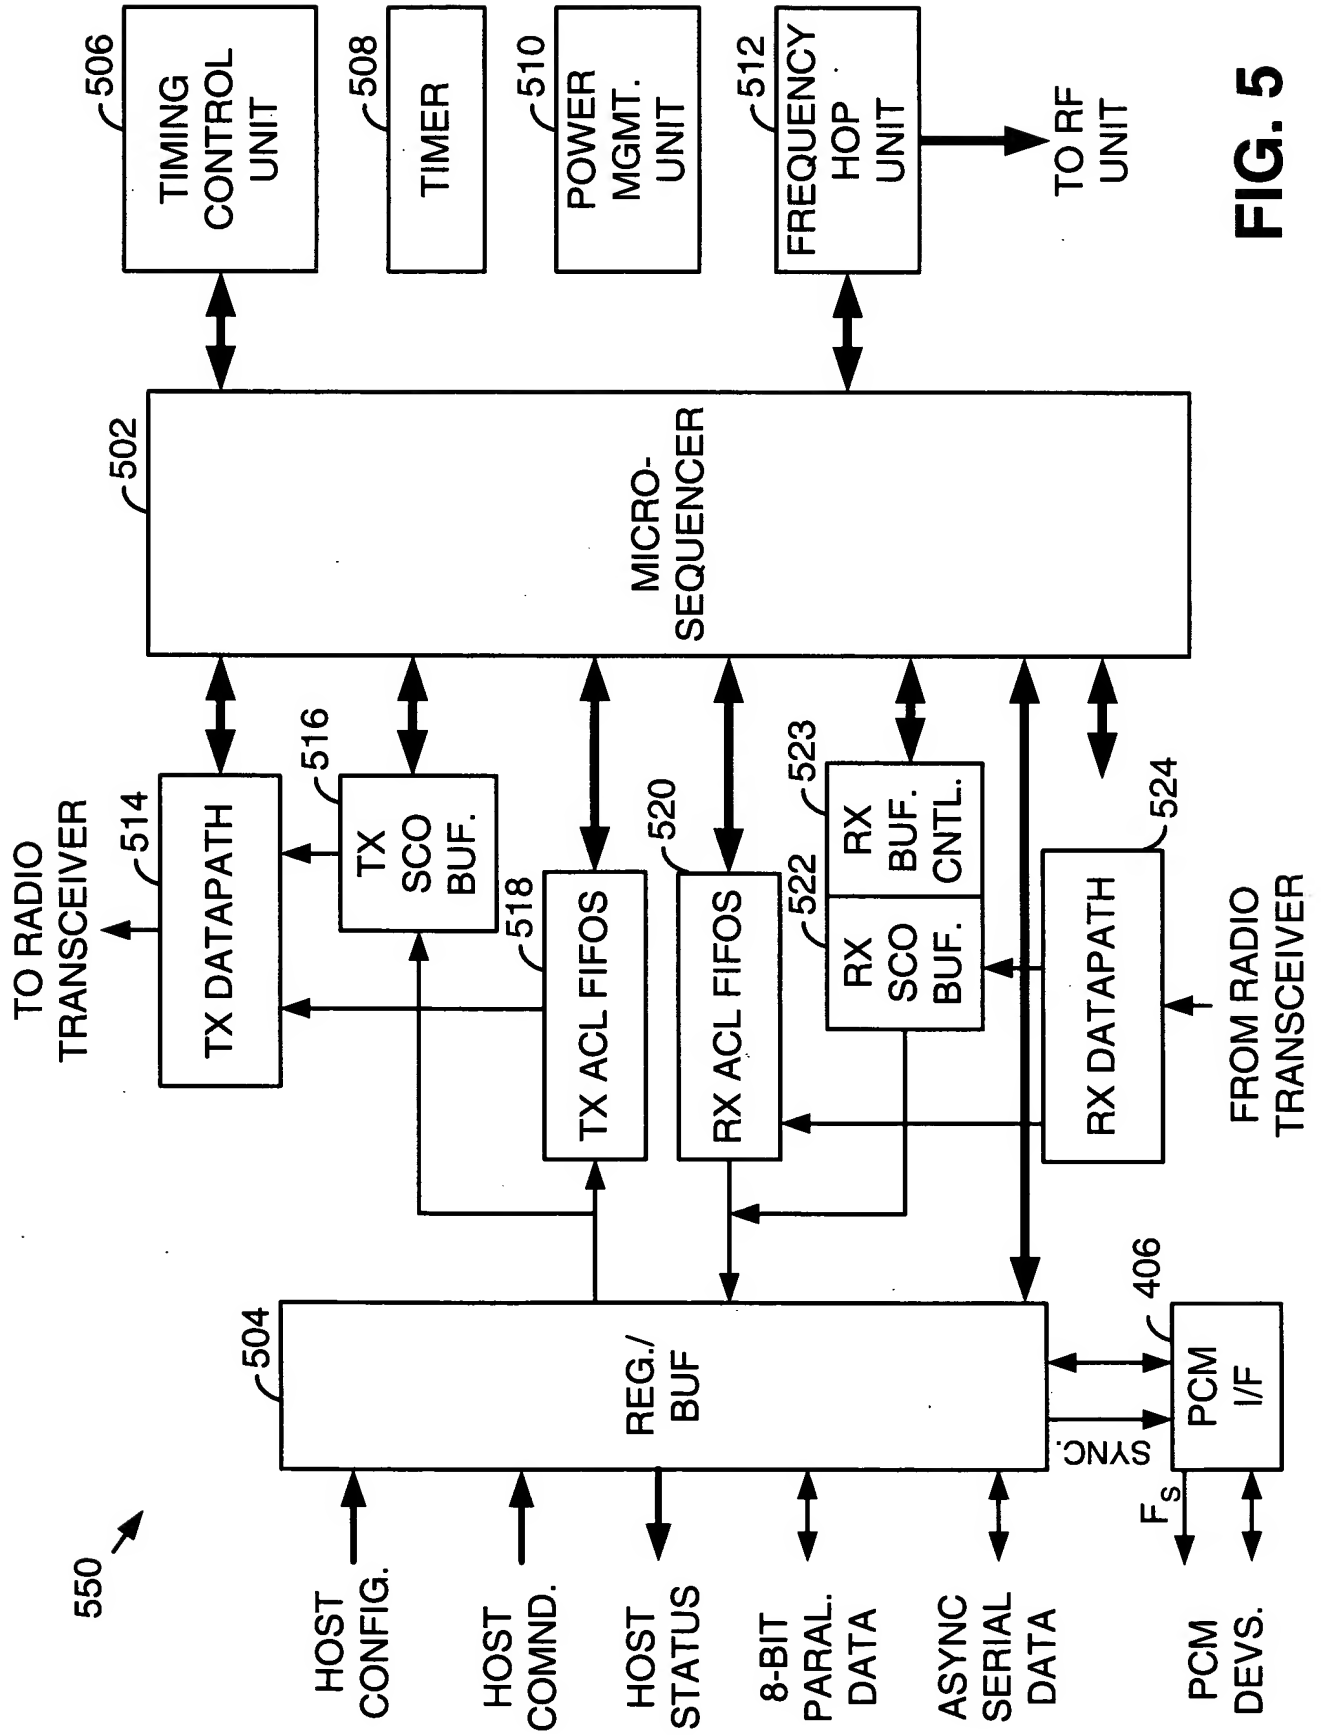 550
HOST
CONFIG.
HOST
COMND.
HOST
STATUS
8-BIT
PARAL.
DATA
ASYNC
SERIAL
DATA
PCM
DEVS.
504
REG./
BUF
SYNC.
FS
406
PCM
I/F
TO RADIO
TRANSCEIVER
514
TX DATAPATH
516
TX
SCO
BUF.
518
TX ACL FIFOS
520
RX ACL FIFOS
522
RX
SCO
BUF.
523
RX
BUF.
CNTL.
524
RX DATAPATH
FROM RADIO
TRANSCEIVER
502
MICRO-
SEQUENCER
506
TIMING
CONTROL
UNIT
508
TIMER
510
POWER
MGMT.
UNIT
512
FREQUENCY
HOP
UNIT
TO RF
UNIT
FIG. 5